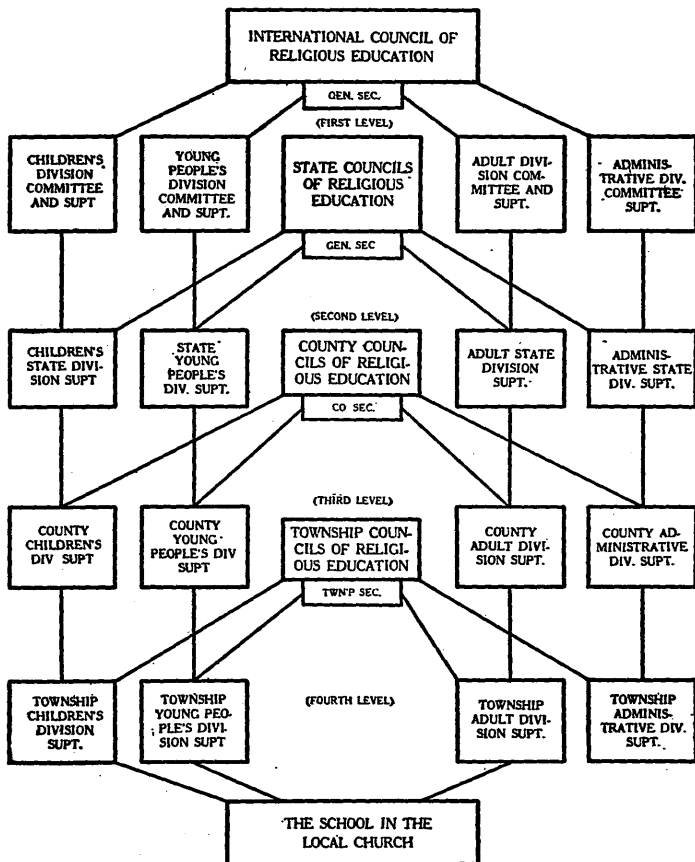 INTERNATIONAL COUNCIL OF
RELIGIOUS EDUCATION
GEN. SEC.
(FIRST LEVEL)
CHILDREN'S
DIVISION
COMMITTEE
AND SUPT
YOUNG
PEOPLE'S
DIVISION
COMMITTEE
AND SUPT.
STATE COUNCILS
OF RELIGIOUS
EDUCATION
ADULT DIVI-
SION COM-
MITTEE AND
SUPT.
ADMINIS-
TRATIVE DIV.
COMMITTEE
SUPT.
GEN. SEC
(SECOND LEVEL)
CHILDREN'S
STATE DIVI-
SION SUPT
STATE
YOUNG
PEOPLE'S
DIV. SUPT.
COUNTY COUN-
CILS OF RELIGI-
OUS EDUCATION
ADULT STATE
DIVISION
SUPT.
ADMINIS-
TRATIVE STATE
DIV. SUPT.
CO SEC.
(THIRD LEVEL)
COUNTY
CHILDREN'S
DIV SUPT
COUNTY
YOUNG
PEOPLE'S DIV
SUPT
TOWNSHIP COUN-
CILS OF RELIGI-
OUS EDUCATION
COUNTY
ADULT DIVI-
SION SUPT.
COUNTY AD-
MINISTRATIVE
DIV. SUPT.
TWN'P SEC.
TOWNSHIP
CHILDREN'S
DIVISION
SUPT.
TOWNSHIP
YOUNG PEO-
PLE'S DIVI-
SION SUPT
(FOURTH LEVEL)
TOWNSHIP
ADULT DIVI-
SION SUPT.
TOWNSHIP
ADMINIS-
TRATIVE DIV.
SUPT.
THE SCHOOL IN THE
LOCAL CHURCH